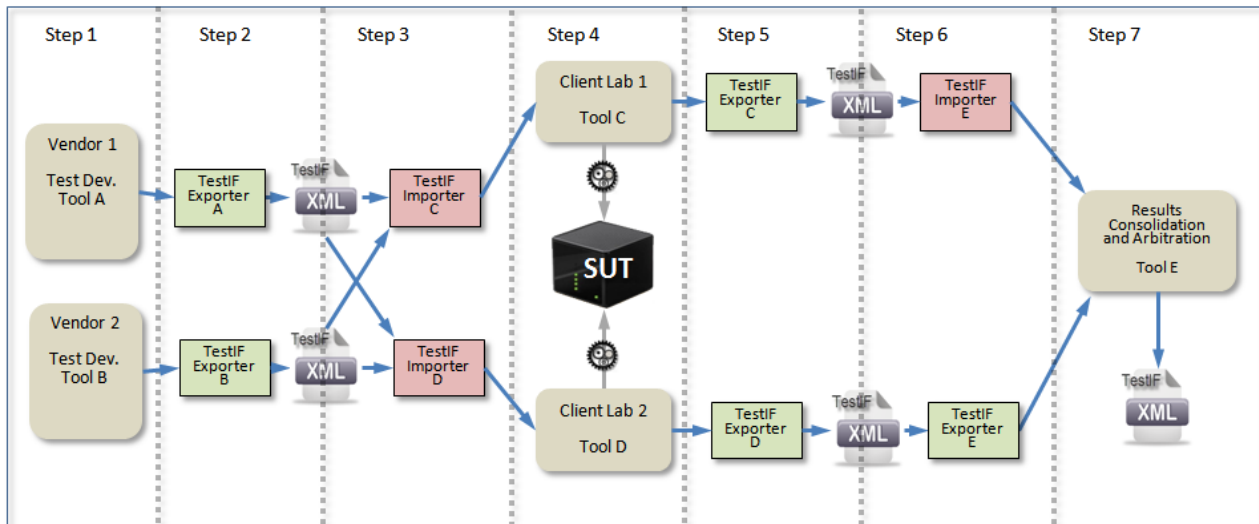 Step 1
Step 2
Step 3
Step 4
Step 5
Step 6
Step 7
Vendor 1
Test Dev.
Tool A
TestIF
Exporter
A
TestIF
XML
TestIF
Importer
C
Client Lab 1
Tool C
TestIF
Exporter
C
TestIF
XML
TestIF
Importer
E
SUT
Results
Consolidation
and Arbitration
Tool E
TestIF
XML
Vendor 2
Test Dev.
Tool B
TestIF
Exporter
B
TestIF
XML
TestIF
Importer
D
Client Lab 2
Tool D
TestIF
Exporter
D
TestIF
XML
TestIF
Exporter
E